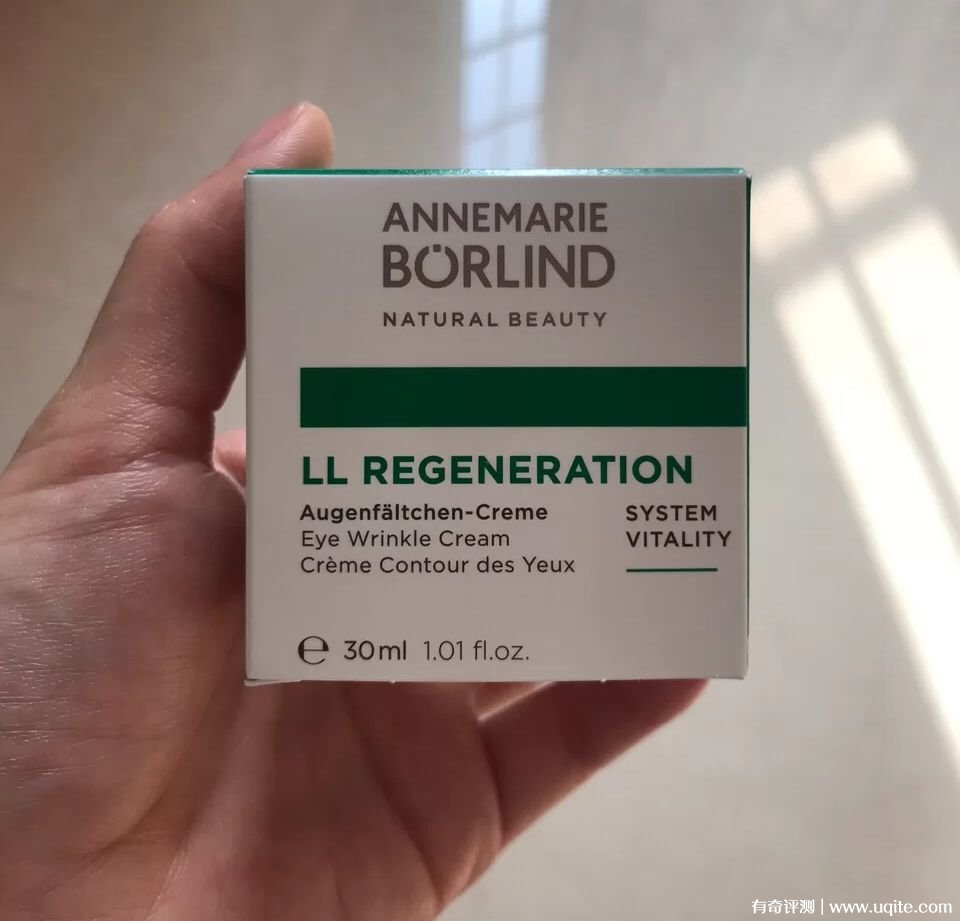 ANNEMARIE
BÖRLIND
NATURAL BEAUTY
LL REGENERATION
Augenfältchen-Creme
Eye Wrinkle Cream
Crème Contour des Yeux
SYSTEM
VITALITY
℮ 30ml 1.01 fl.oz.
有奇评测 | www.uqite.com